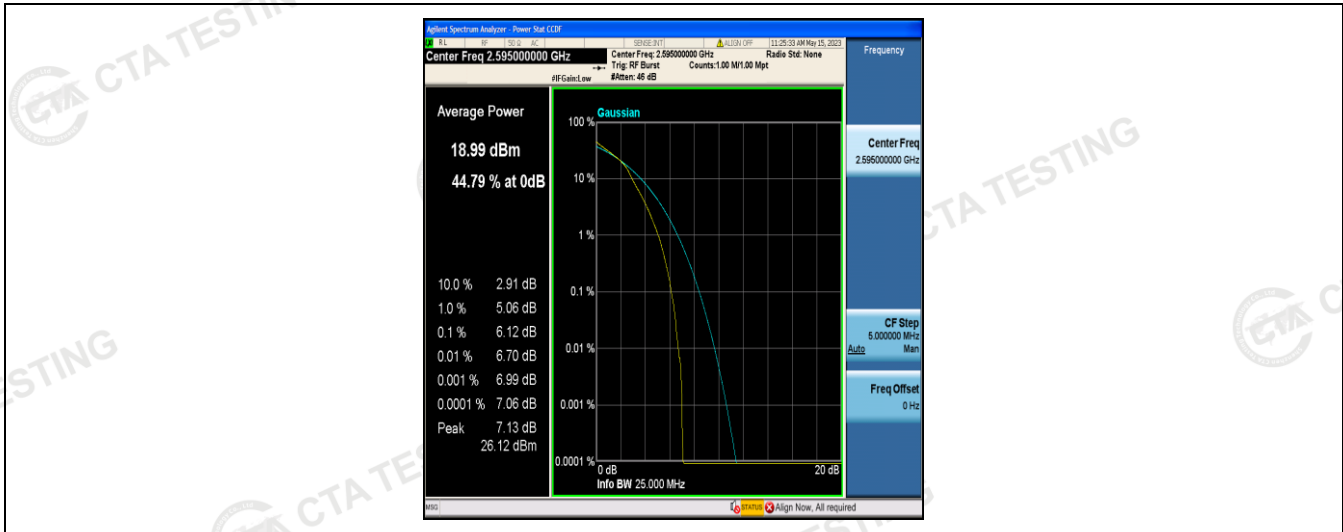 Agilent Spectrum Analyzer - Power Stat CCDF
RL RF 50 Ω AC SENSE:INT ALIGN OFF 11:25:33 AM May 15, 2023
Center Freq 2.595000000 GHz
Center Freq: 2.595000000 GHz Radio Std: None
Trig: RF Burst Counts:1.00 M/1.00 Mpt
#IFGain:Low #Atten: 46 dB
Frequency
Average Power
18.99 dBm
44.79 % at 0dB
10.0 % 2.91 dB
1.0 % 5.06 dB
0.1 % 6.12 dB
0.01 % 6.70 dB
0.001 % 6.99 dB
0.0001 % 7.06 dB
Peak 7.13 dB
26.12 dBm
Gaussian
100 %
10 %
1 %
0.1 %
0.01 %
0.001 %
0.0001 %
0 dB 20 dB
Info BW 25.000 MHz
Center Freq
2.595000000 GHz
CF Step
5.000000 MHz
Auto Man
Freq Offset
0 Hz
MSG STATUS Align Now, All required
CTA TESTING
CTA TESTING
STING
CTA TE
CTA